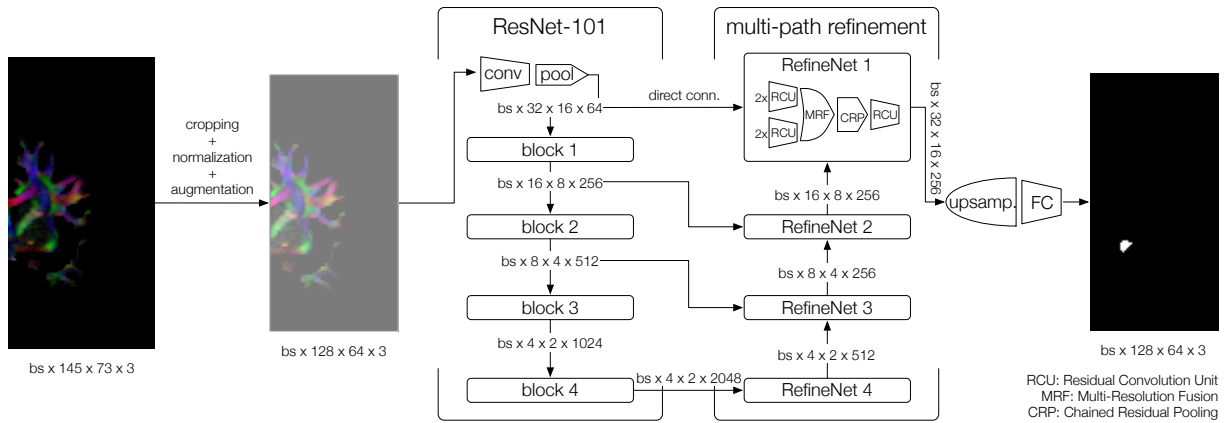 ResNet-101
multi-path refinement
conv
pool
RefineNet 1
2x RCU
2x RCU
MRF
CRP
RCU
cropping
+
normalization
+
augmentation
bs x 32 x 16 x 64
direct conn.
bs x 32 x 16 x 256
block 1
bs x 16 x 8 x 256
bs x 16 x 8 x 256
upsamp.
FC
block 2
RefineNet 2
bs x 8 x 4 x 512
bs x 8 x 4 x 256
block 3
RefineNet 3
bs x 4 x 2 x 1024
bs x 4 x 2 x 512
block 4
bs x 4 x 2 x 2048
RefineNet 4
bs x 145 x 73 x 3
bs x 128 x 64 x 3
bs x 128 x 64 x 3
RCU: Residual Convolution Unit
MRF: Multi-Resolution Fusion
CRP: Chained Residual Pooling